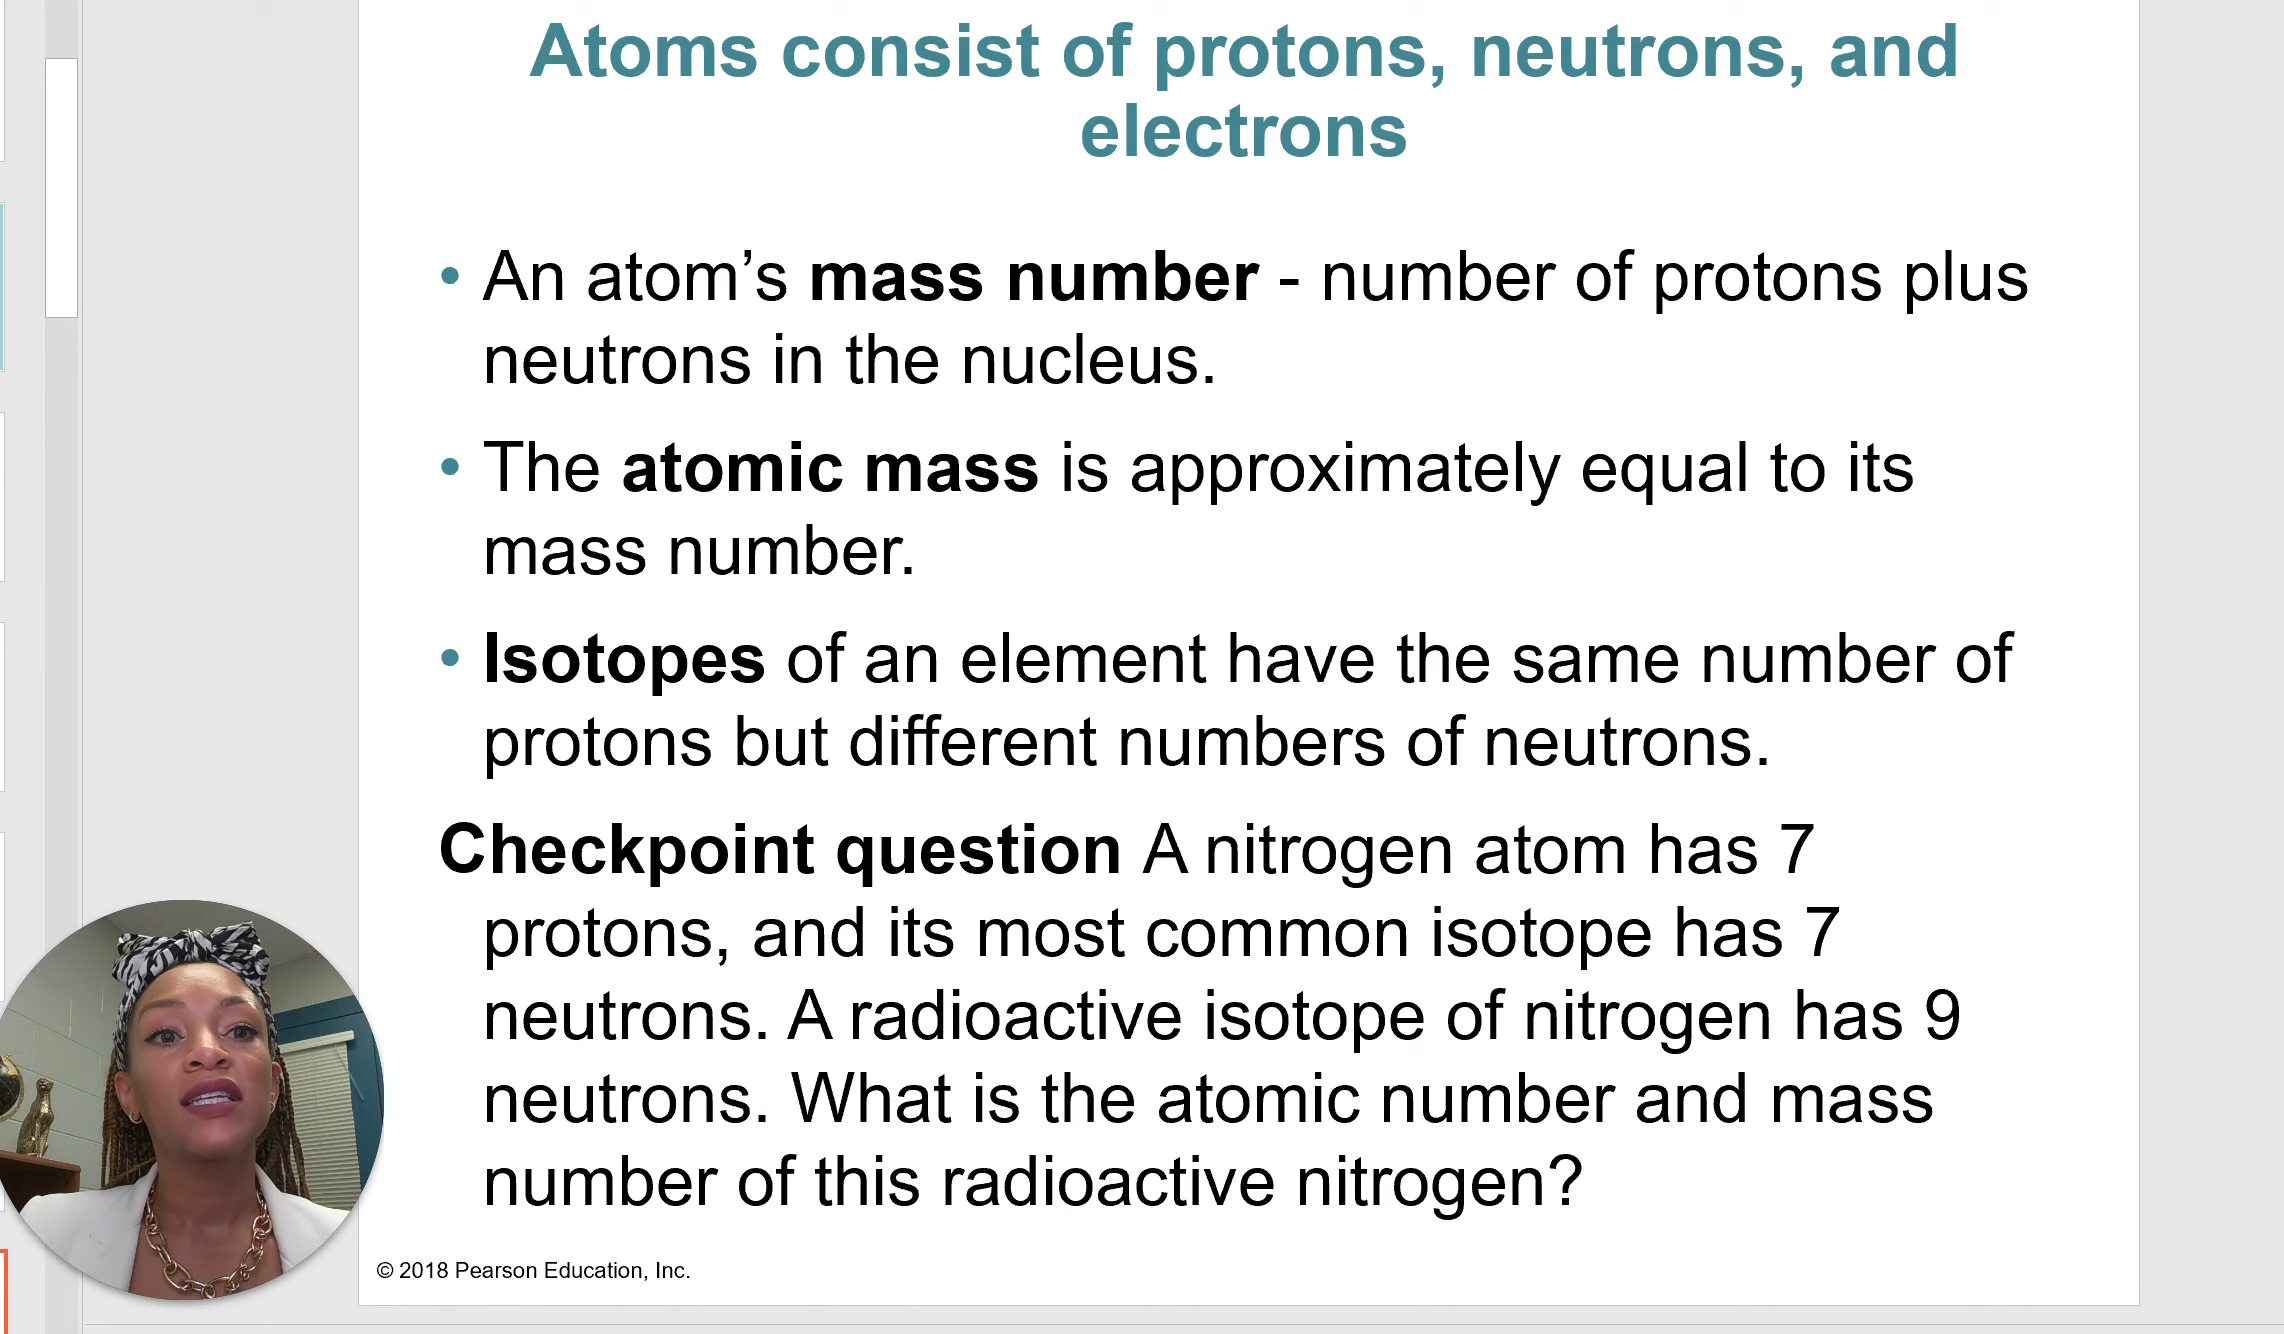 Atoms consist of protons, neutrons, and
electrons
• An atom’s mass number - number of protons plus
neutrons in the nucleus.
• The atomic mass is approximately equal to its
mass number.
• Isotopes of an element have the same number of
protons but different numbers of neutrons.
Checkpoint question A nitrogen atom has 7
protons, and its most common isotope has 7
neutrons. A radioactive isotope of nitrogen has 9
neutrons. What is the atomic number and mass
number of this radioactive nitrogen?
© 2018 Pearson Education, Inc.